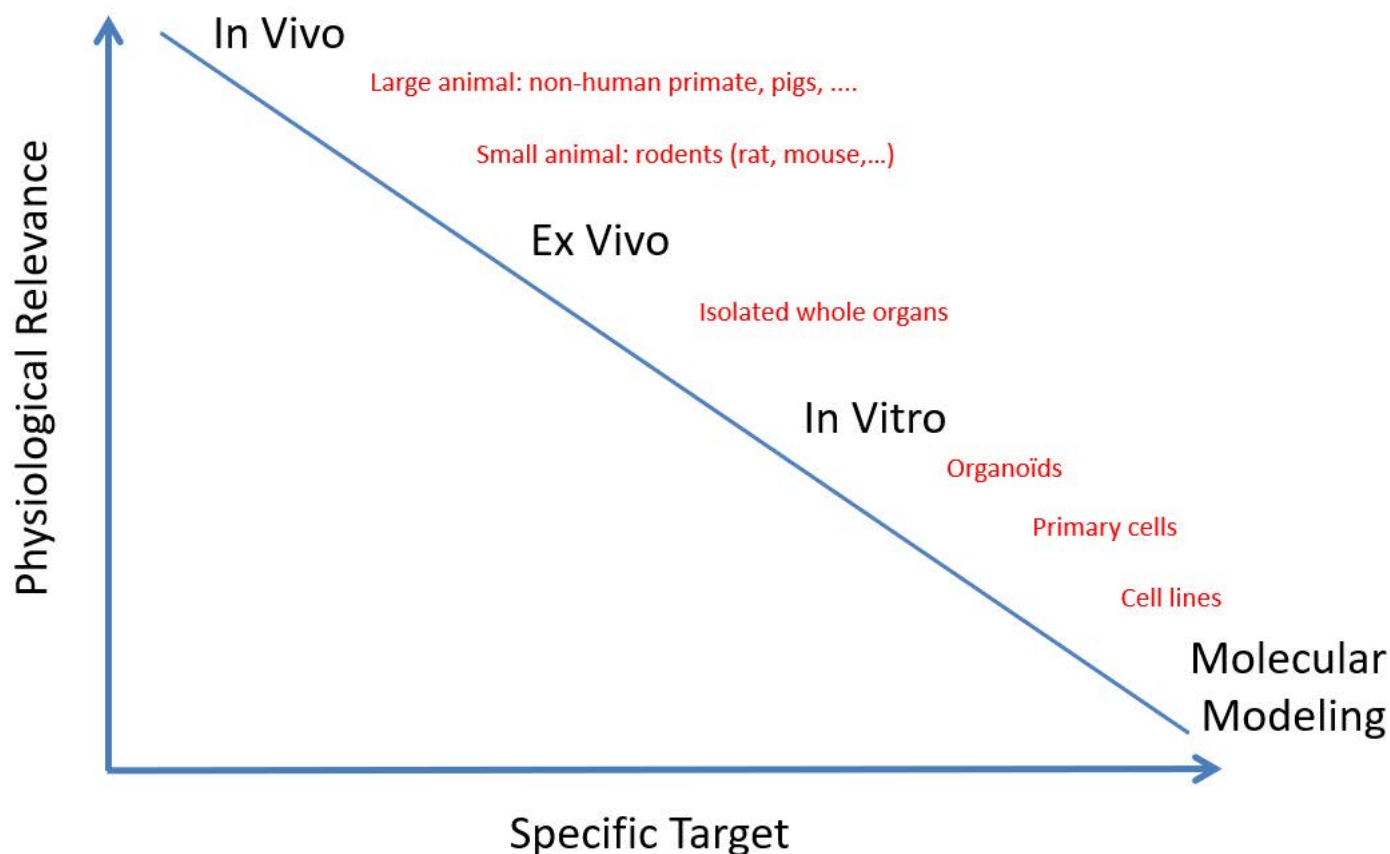 In Vivo
Large animal: non-human primate, pigs, ....
Small animal: rodents (rat, mouse,...)
Ex Vivo
Isolated whole organs
In Vitro
Organoïds
Primary cells
Cell lines
Molecular
Modeling
Physiological Relevance
Specific Target